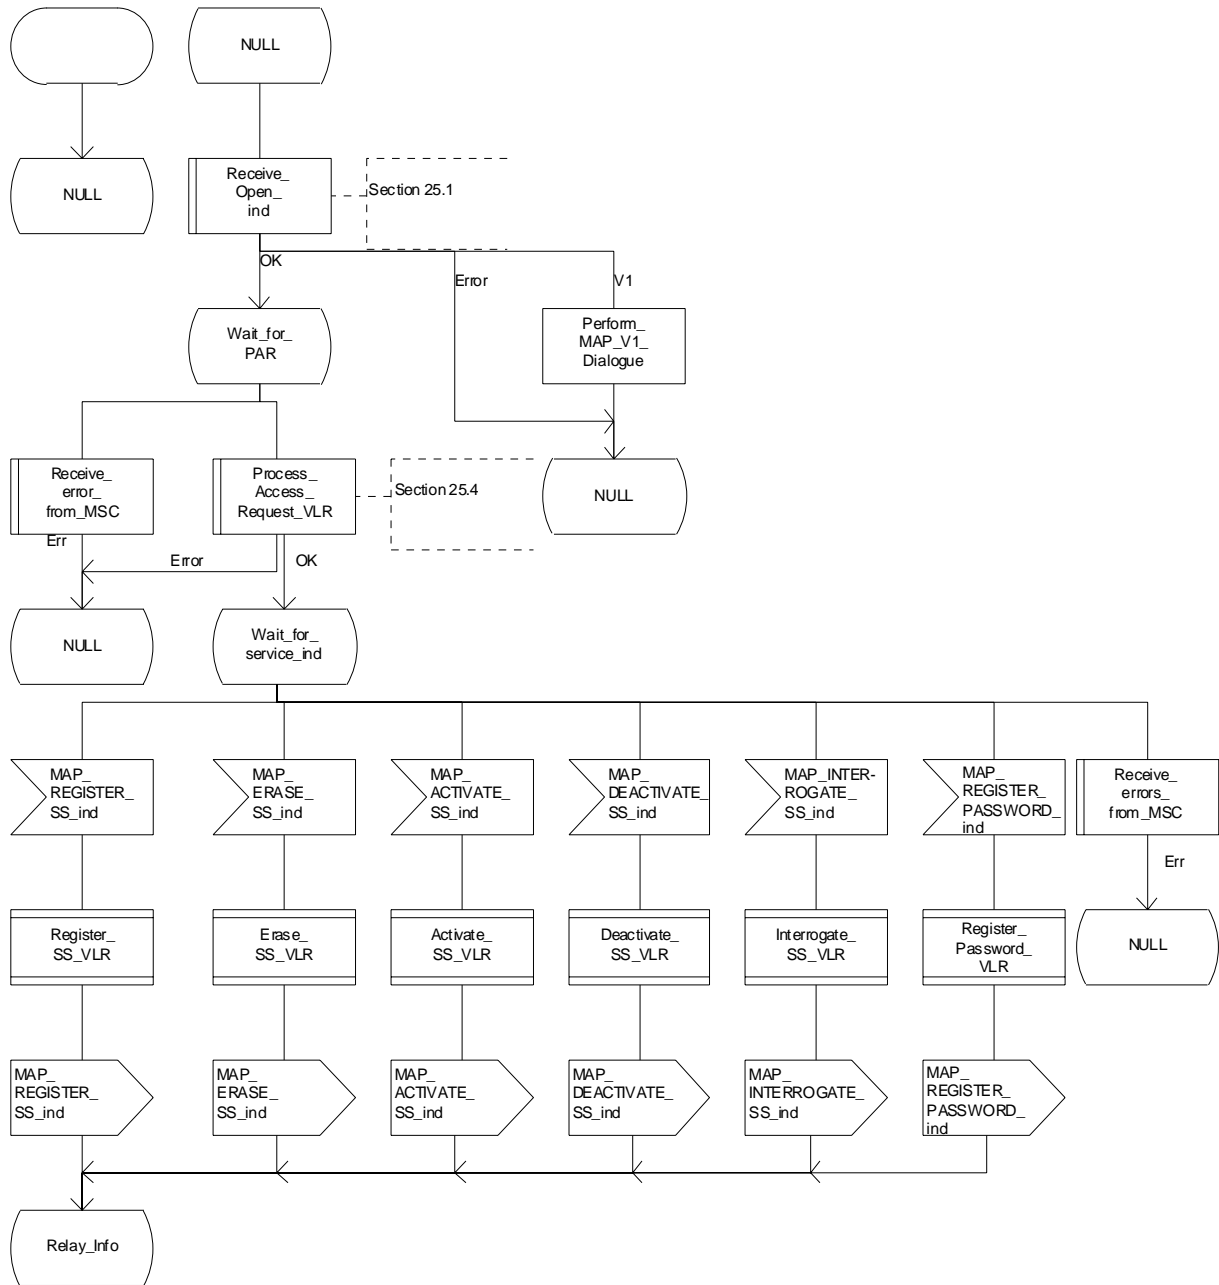 NULL
NULL
Receive_
Open_
ind
Section 25.1
OK
Error
V1
Wait_for_
PAR
Perform_
MAP_V1_
Dialogue
Receive_
error_
from_MSC
Process_
Access_
Request_VLR
Section 25.4
NULL
Err
Error
OK
NULL
Wait_for_
service_ind
MAP_
REGISTER_
SS_ind
MAP_
ERASE_
SS_ind
MAP_
ACTIVATE_
SS_ind
MAP_
DEACTIVATE_
SS_ind
MAP_INTER-
ROGATE_
SS_ind
MAP_
REGISTER_
PASSWORD_
ind
Receive_
errors_
from_MSC
Err
Register_
SS_VLR
Erase_
SS_VLR
Activate_
SS_VLR
Deactivate_
SS_VLR
Interrogate_
SS_VLR
Register_
Password_
VLR
NULL
MAP_
REGISTER_
SS_ind
MAP_
ERASE_
SS_ind
MAP_
ACTIVATE_
SS_ind
MAP_
DEACTIVATE_
SS_ind
MAP_
INTERROGATE_
SS_ind
MAP_
REGISTER_
PASSWORD_
ind
Relay_Info